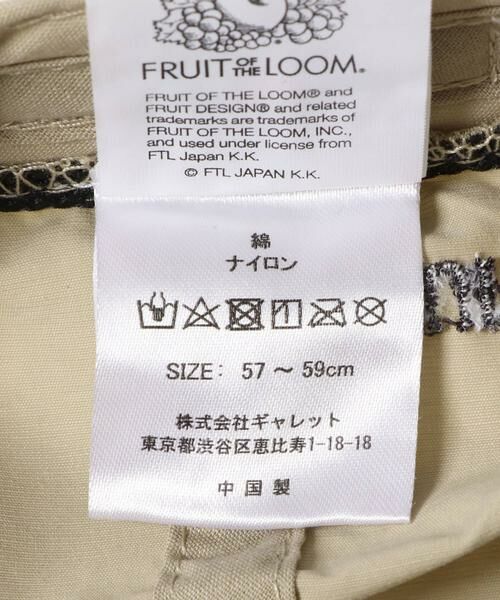 FRUIT OF THE LOOM®
FRUIT OF THE LOOM® and
FRUIT DESIGN® and related
trademarks are trademarks of
FRUIT OF THE LOOM, INC.,
and used under license from
FTL Japan K.K.
© FTL JAPAN K.K.
綿
ナイロン
SIZE: 57 ～ 59cm
株式会社ギャレット
東京都渋谷区恵比寿1-18-18
中国製